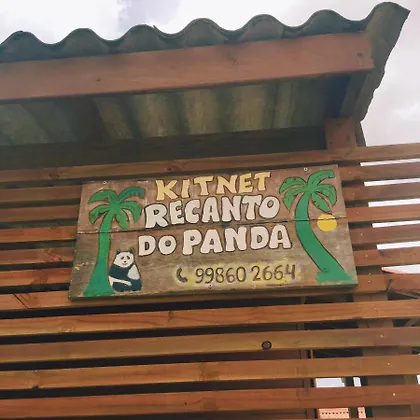 KITNET
RECANTO
DO PANDA
99860 2664